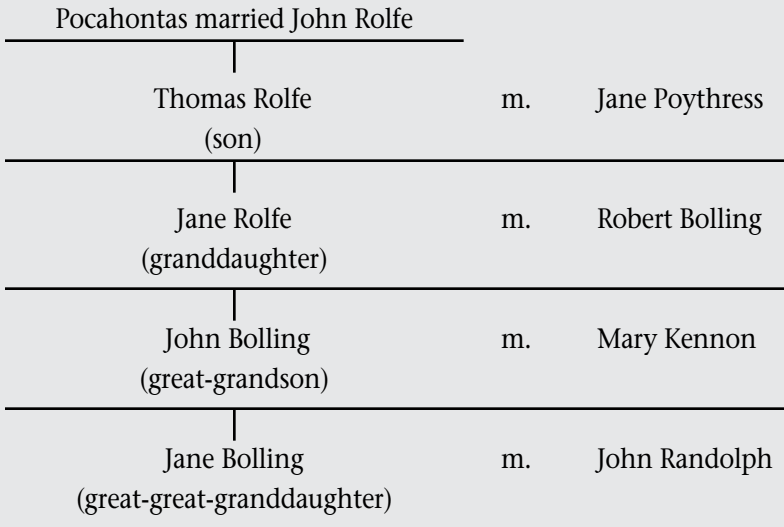 Pocahontas married John Rolfe
Thomas Rolfe m. Jane Poythress
(son)
Jane Rolfe m. Robert Bolling
(granddaughter)
John Bolling m. Mary Kennon
(great-grandson)
Jane Bolling m. John Randolph
(great-great-granddaughter)